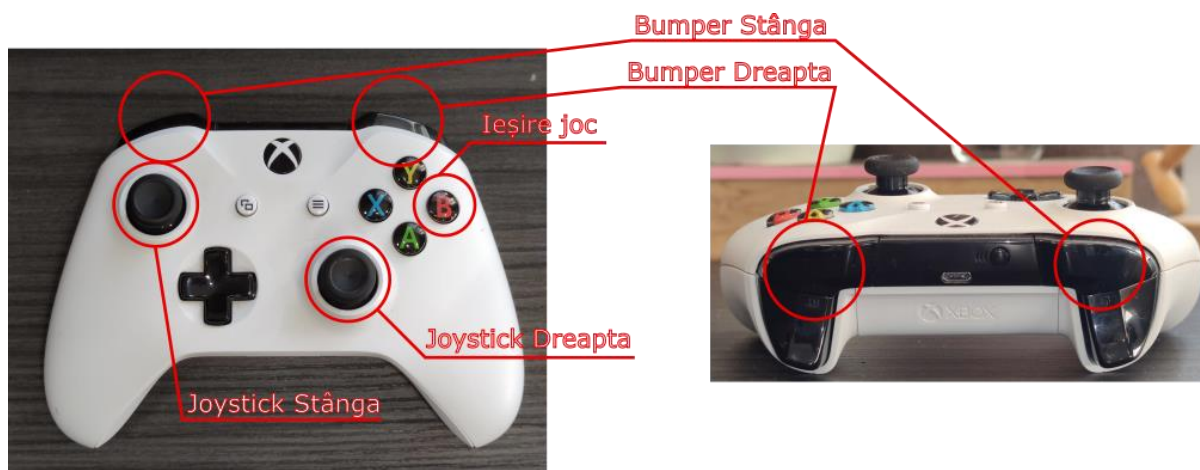 Bumper Stânga
Bumper Dreapta
Ieșire joc
Y
X
B
A
Joystick Dreapta
Joystick Stânga
XBOX